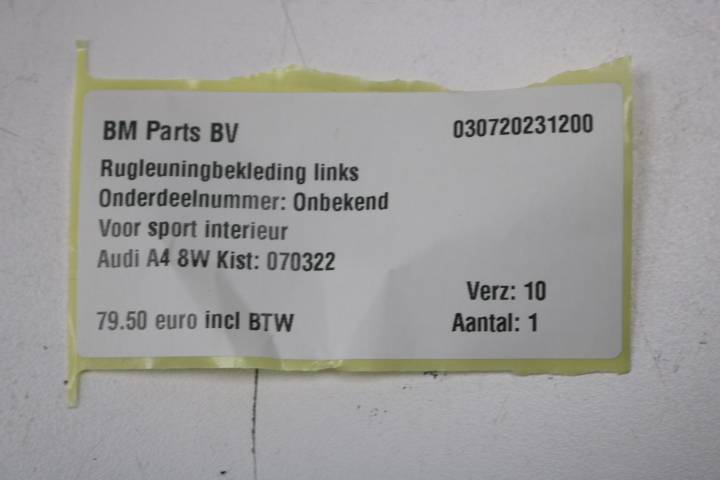 BM Parts BV 030720231200
Rugleuningbekleding links
Onderdeelnummer: Onbekend
Voor sport interieur
Audi A4 8W Kist: 070322
Verz: 10
79.50 euro incl BTW Aantal: 1